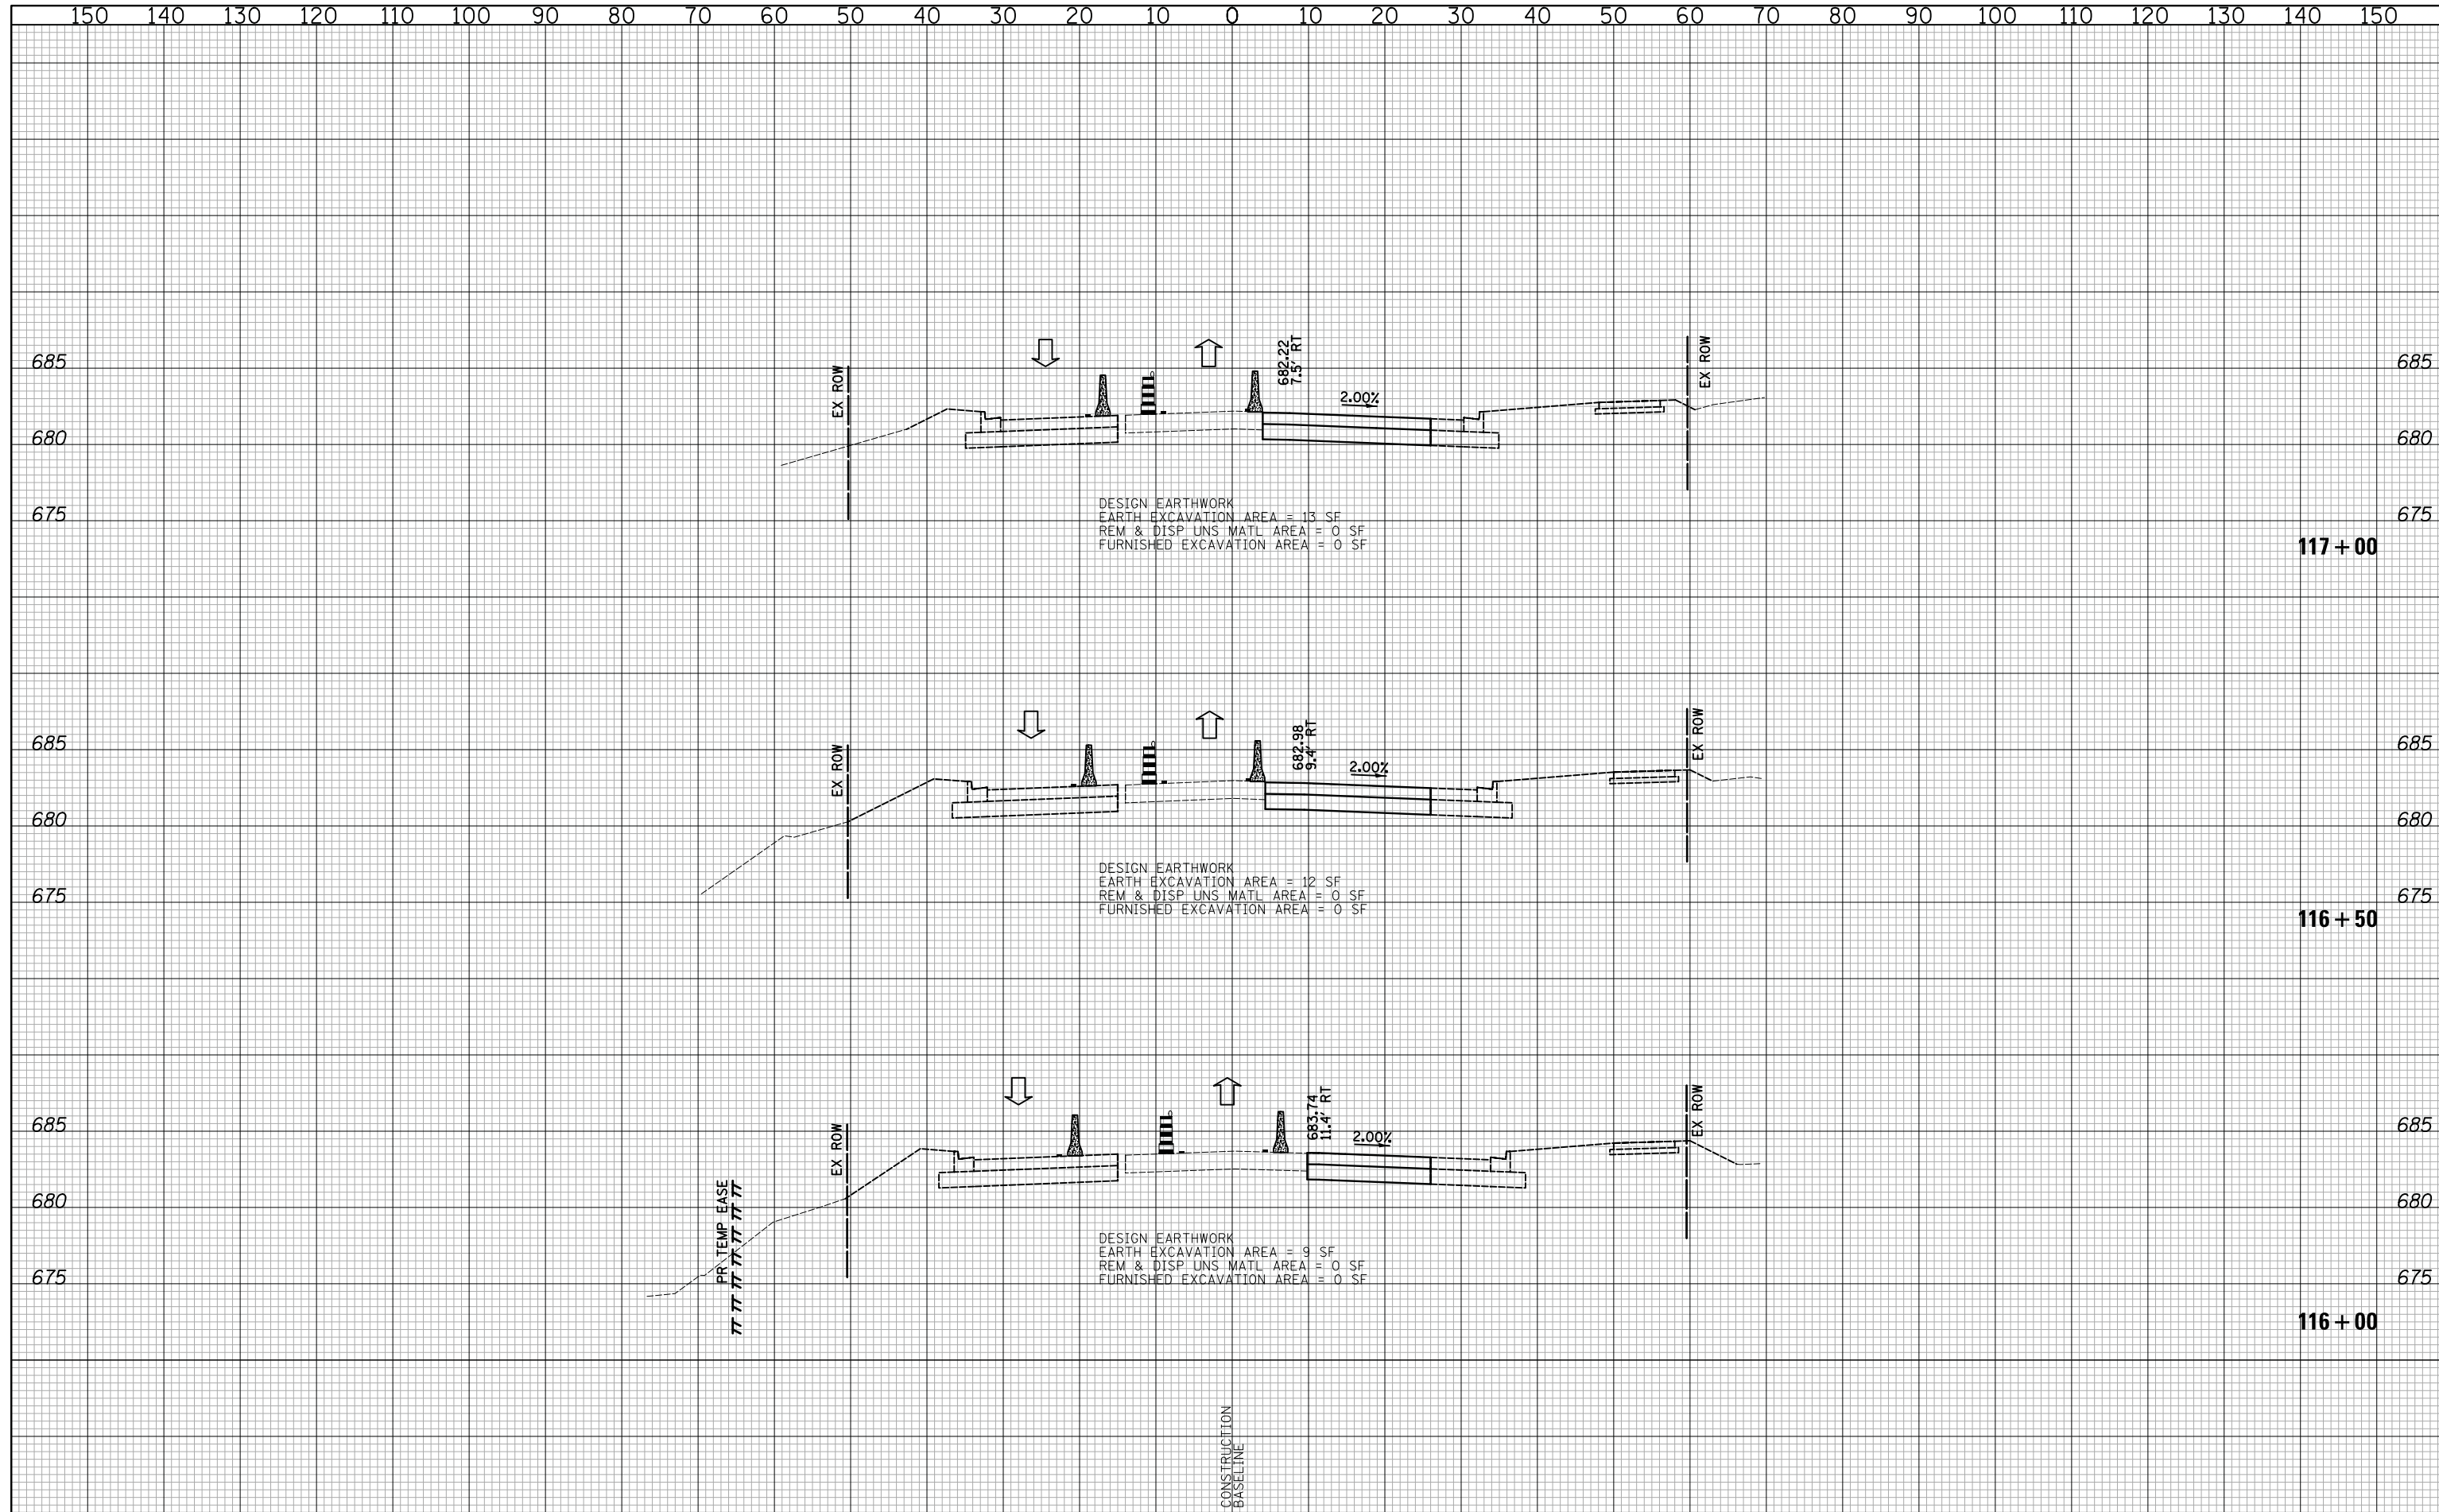 150 140 130 120 110 100 90 80 70 60 50 40 30 20 10 0 10 20 30 40 50 60 70 80 90 100 110 120 130 140 150
EX ROW
682.22
7.5' RT
EX ROW
685
685
2.00%
680
680
675
675
DESIGN EARTHWORK
EARTH EXCAVATION AREA = 13 SF
REM & DISP UNS MATL AREA = 0 SF
FURNISHED EXCAVATION AREA = 0 SF
117+00
EX ROW
682.98
9.4' RT
EX ROW
685
685
2.00%
680
680
675
675
DESIGN EARTHWORK
EARTH EXCAVATION AREA = 12 SF
REM & DISP UNS MATL AREA = 0 SF
FURNISHED EXCAVATION AREA = 0 SF
116+50
EX ROW
683.74
11.4' RT
EX ROW
685
685
2.00%
680
680
PR TEMP EASE
675
675
DESIGN EARTHWORK
EARTH EXCAVATION AREA = 9 SF
REM & DISP UNS MATL AREA = 0 SF
FURNISHED EXCAVATION AREA = 0 SF
116+00
CONSTRUCTION
BASELINE